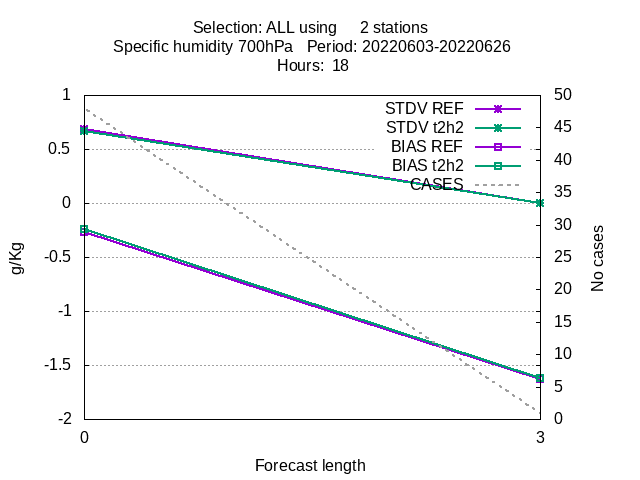 Selection: ALL using     2 stations
Specific humidity 700hPa   Period: 20220603-20220626
Hours:  18
STDV REF
STDV t2h2
BIAS REF
BIAS t2h2
CASES
1
0.5
0
-0.5
-1
-1.5
-2
50
45
40
35
30
25
20
15
10
5
0
g/Kg
No cases
0
3
Forecast length